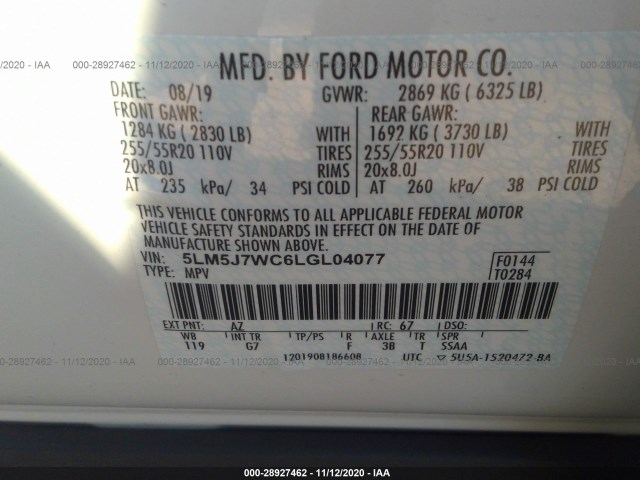 000-28927462 - 11/12/2020 - IAA
MFD. BY FORD MOTOR CO.
DATE: 08/19 GVWR: 2869 KG ( 6325 LB)
FRONT GAWR: REAR GAWR:
1284 KG ( 2830 LB) WITH 1692 KG ( 3730 LB) WITH
255/55R20 110V TIRES 255/55R20 110V TIRES
20x8.0J RIMS 20x8.0J RIMS
AT 235 kPa/ 34 PSI COLD AT 260 kPa/ 38 PSI COLD
THIS VEHICLE CONFORMS TO ALL APPLICABLE FEDERAL MOTOR
VEHICLE SAFETY STANDARDS IN EFFECT ON THE DATE OF
MANUFACTURE SHOWN ABOVE.
VIN: 5LM5J7WC6LGL04077 F0144
TYPE: MPV T0284
EXT PNT: AZ RC: 67 DSO:
WB INT TR TP/PS R AXLE TR SPR
119 G7 F 3B T SSAA
1201908186608 UTC 5U5A-1520472-BA
000-28927462 - 11/12/2020 - IAA